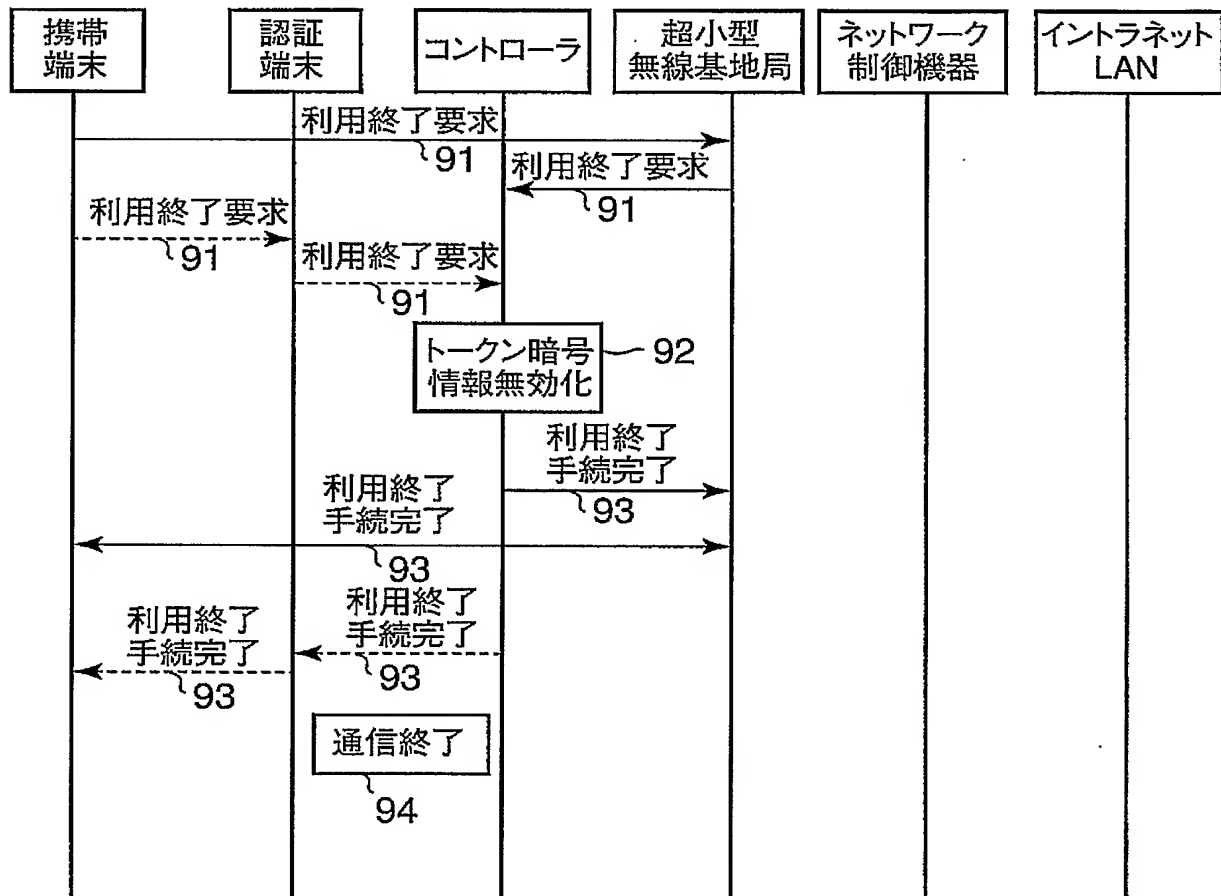 携帯
端末
認証
端末
コントローラ
超小型
無線基地局
ネットワーク
制御機器
イントラネット
LAN
利用終了要求
91
利用終了要求
91
利用終了要求
91
利用終了要求
91
トークン暗号
情報無効化
92
利用終了
手続完了
93
利用終了
手続完了
93
利用終了
手続完了
93
利用終了
手続完了
93
通信終了
94